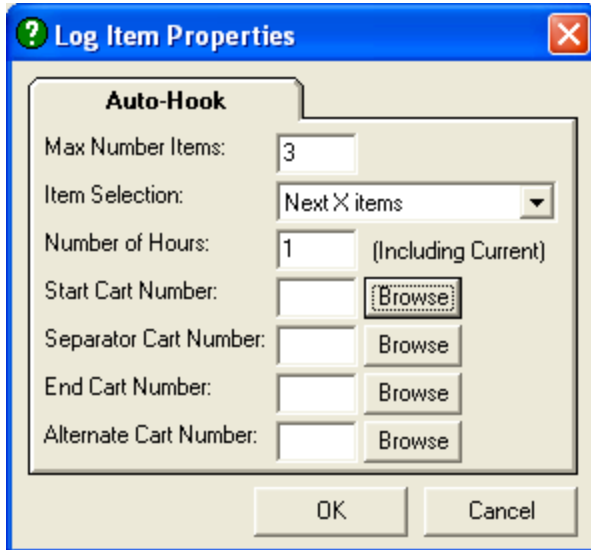 Log Item Properties
Auto-Hook
Max Number Items: 3
Item Selection: Next X items
Number of Hours: 1 (Including Current)
Start Cart Number: Browse
Separator Cart Number: Browse
End Cart Number: Browse
Alternate Cart Number: Browse
OK Cancel